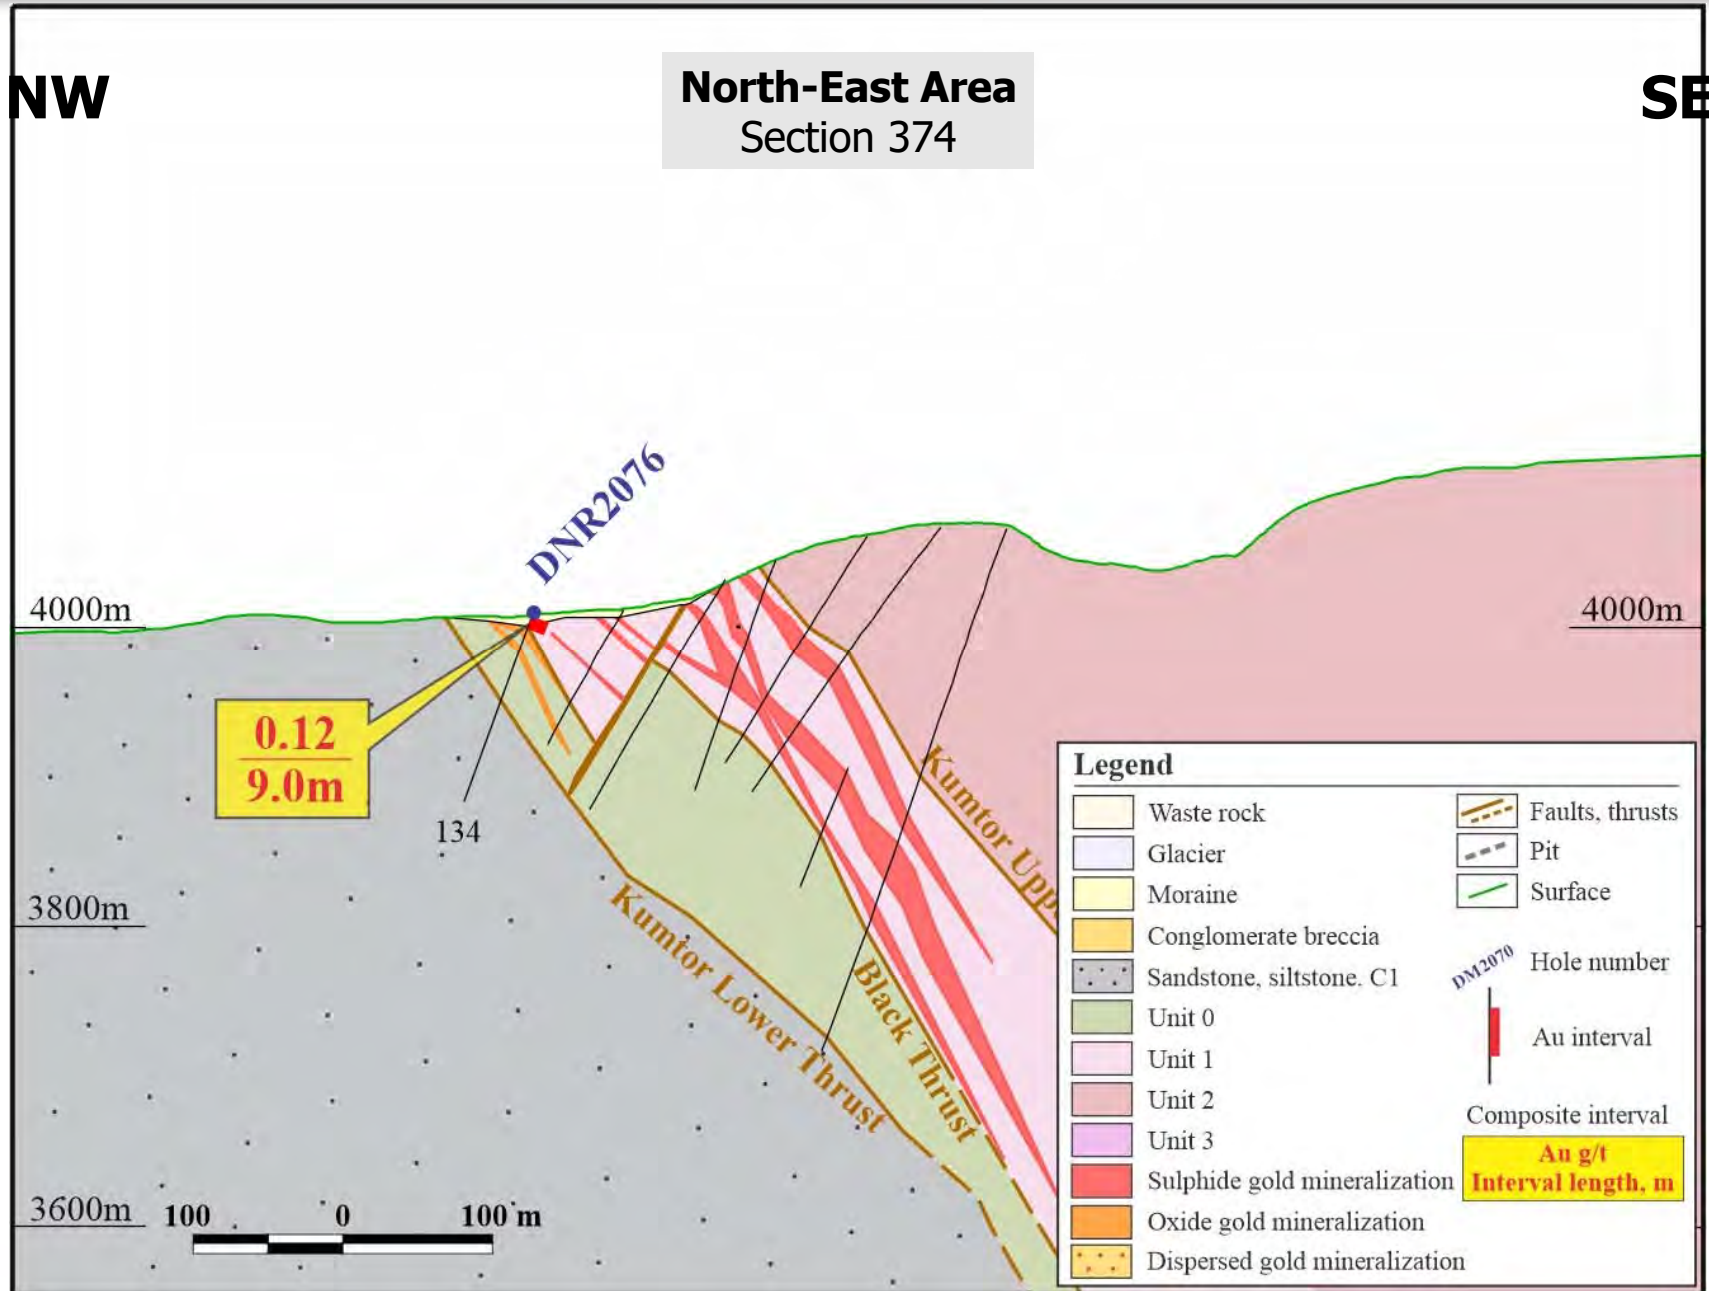 NW
North-East Area
Section 374
SE
DNR2076
4000m
4000m
0.12
9.0m
134
3800m
Kumtor Upp
Kumtor Lower Thrust
Black Thrust
3600m
100 0 100 m
Legend
Waste rock
Glacier
Moraine
Conglomerate breccia
Sandstone, siltstone. C1
Unit 0
Unit 1
Unit 2
Unit 3
Sulphide gold mineralization
Oxide gold mineralization
Dispersed gold mineralization
Faults, thrusts
Pit
Surface
DM2070
Hole number
Au interval
Composite interval
Au g/t
Interval length, m